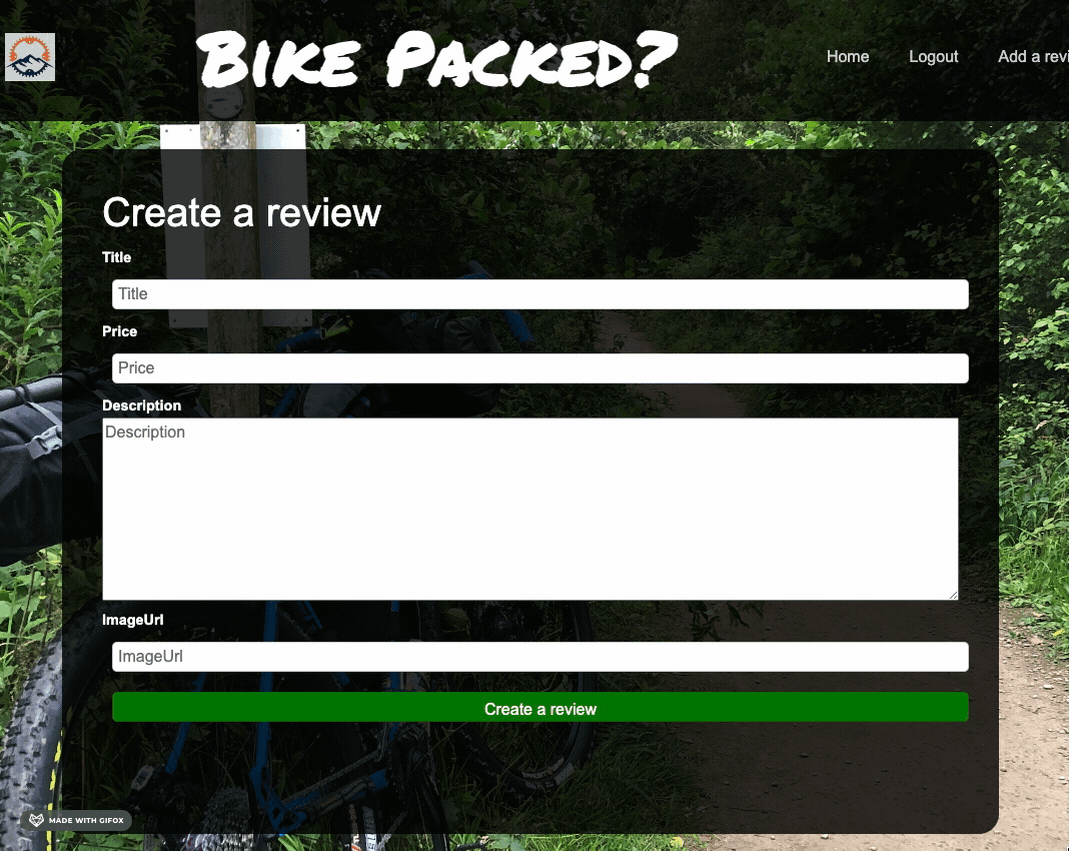 Bike Packed?
Home Logout Add a revi
Create a review
Title
Title
Price
Price
Description
Description
ImageUrl
ImageUrl
Create a review
MADE WITH GIFOX